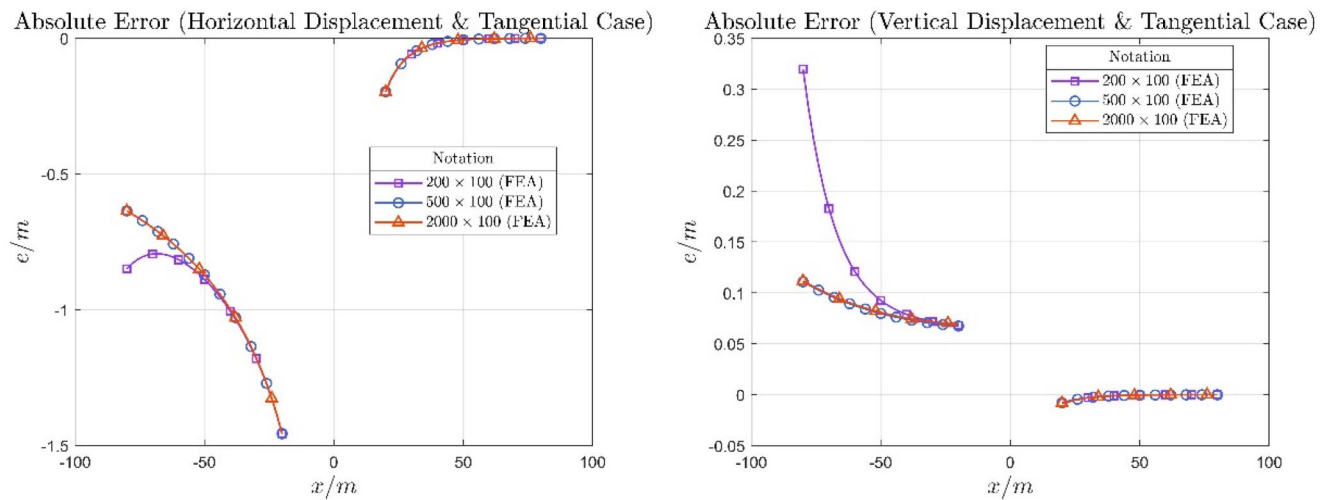 Absolute Error (Horizontal Displacement & Tangential Case)
0
-0.5
-1
-1.5
e/m
-100
-50
0
50
100
x/m
Notation
200 × 100 (FEA)
500 × 100 (FEA)
2000 × 100 (FEA)
Absolute Error (Vertical Displacement & Tangential Case)
0.35
0.3
0.25
0.2
0.15
0.1
0.05
0
-0.05
e/m
-100
-50
0
50
100
x/m
Notation
200 × 100 (FEA)
500 × 100 (FEA)
2000 × 100 (FEA)